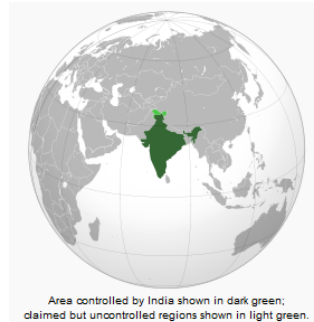 Area controlled by India shown in dark green;
claimed but uncontrolled regions shown in light green.